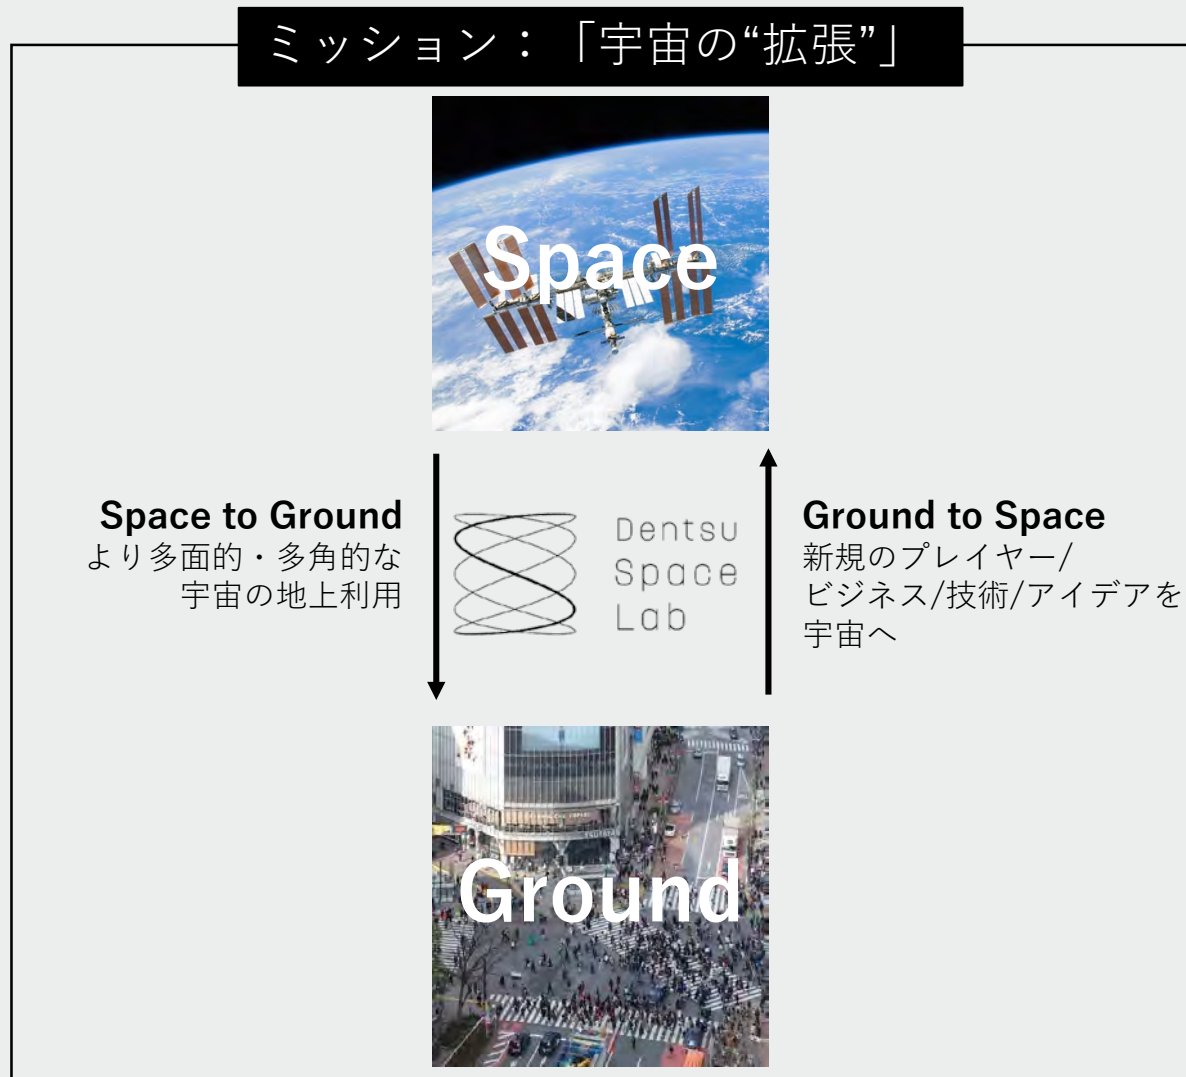 ミッション：「宇宙の“拡張”」
Space
Space to Ground
より多面的・多角的な
宇宙の地上利用
Dentsu
Space
Lab
Ground to Space
新規のプレイヤー/
ビジネス/技術/アイデアを
宇宙へ
Ground